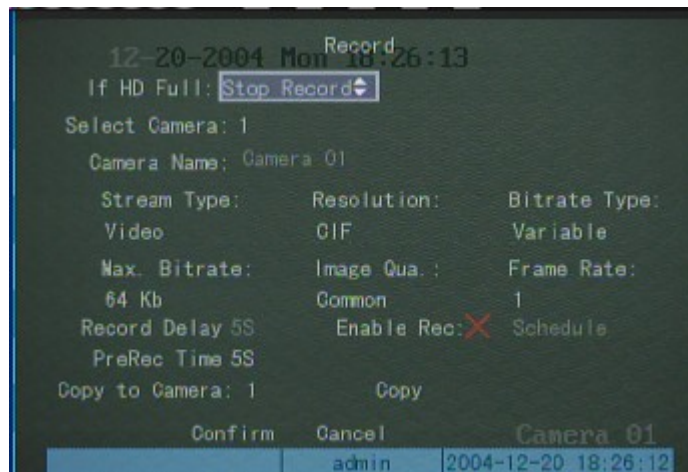 Record
12-20-2004 Mon 18:26:13
If HD Full: Stop Record
Select Camera: 1
Camera Name: Camera 01
Stream Type: Resolution: Bitrate Type:
Video CIF Variable
Max. Bitrate: Image Qua.: Frame Rate:
64 Kb Common 1
Record Delay 5S Enable Rec: Schedule
PreRec Time 5S
Copy to Camera: 1 Copy
Confirm Cancel Camera 01
admin 2004-12-20 18:26:12